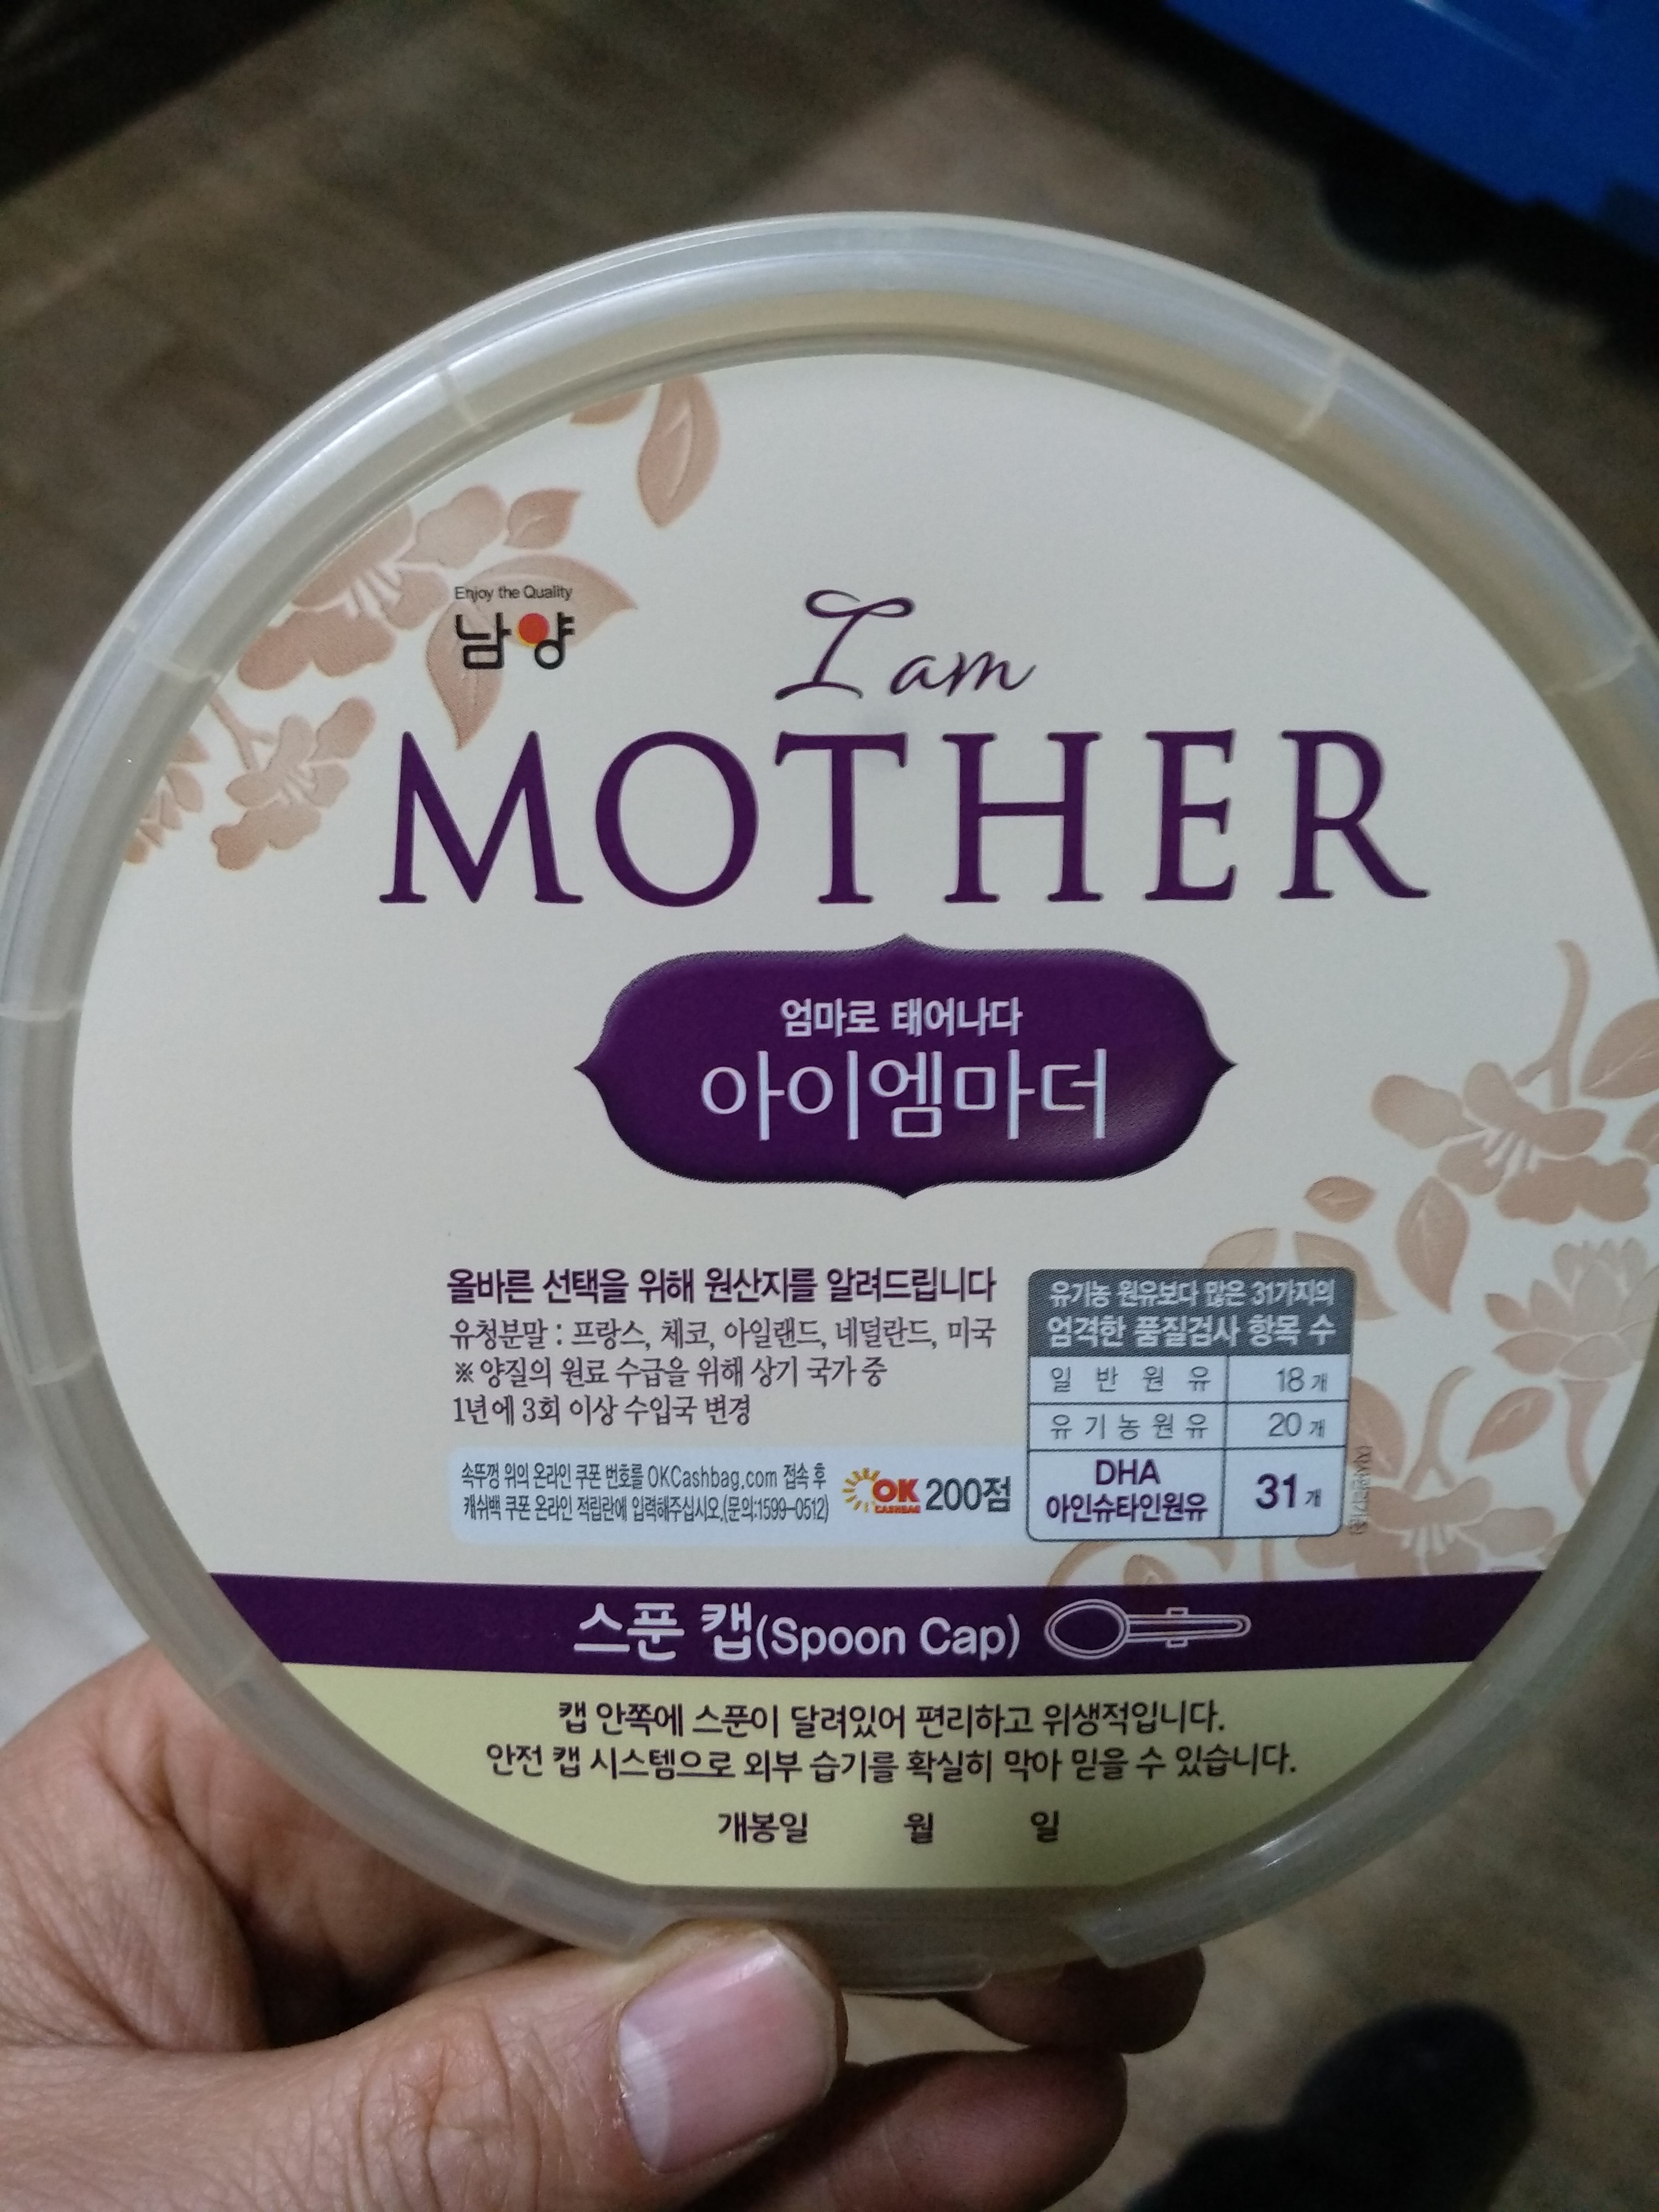 Enjoy the Quality
남양
I am
MOTHER
엄마로 태어나다
아이엠마더
올바른 선택을 위해 원산지를 알려드립니다
유청분말 : 프랑스, 체코, 아일랜드, 네덜란드, 미국
※ 양질의 원료 수급을 위해 상기 국가 중
1년에 3회 이상 수입국 변경
속뚜껑 위의 온라인 쿠폰 번호를 OKCashbag.com 접속 후
캐쉬백 쿠폰 온라인 적립란에 입력해주십시오.(문의:1599-0512)
OK CASHBAG 200점
유기농 원유보다 많은 31가지의
엄격한 품질검사 항목 수
일반원유 18개
유기농원유 20개
DHA
아인슈타인원유 31개
스푼 캡(Spoon Cap)
캡 안쪽에 스푼이 달려있어 편리하고 위생적입니다.
안전 캡 시스템으로 외부 습기를 확실히 막아 믿을 수 있습니다.
개봉일 월 일